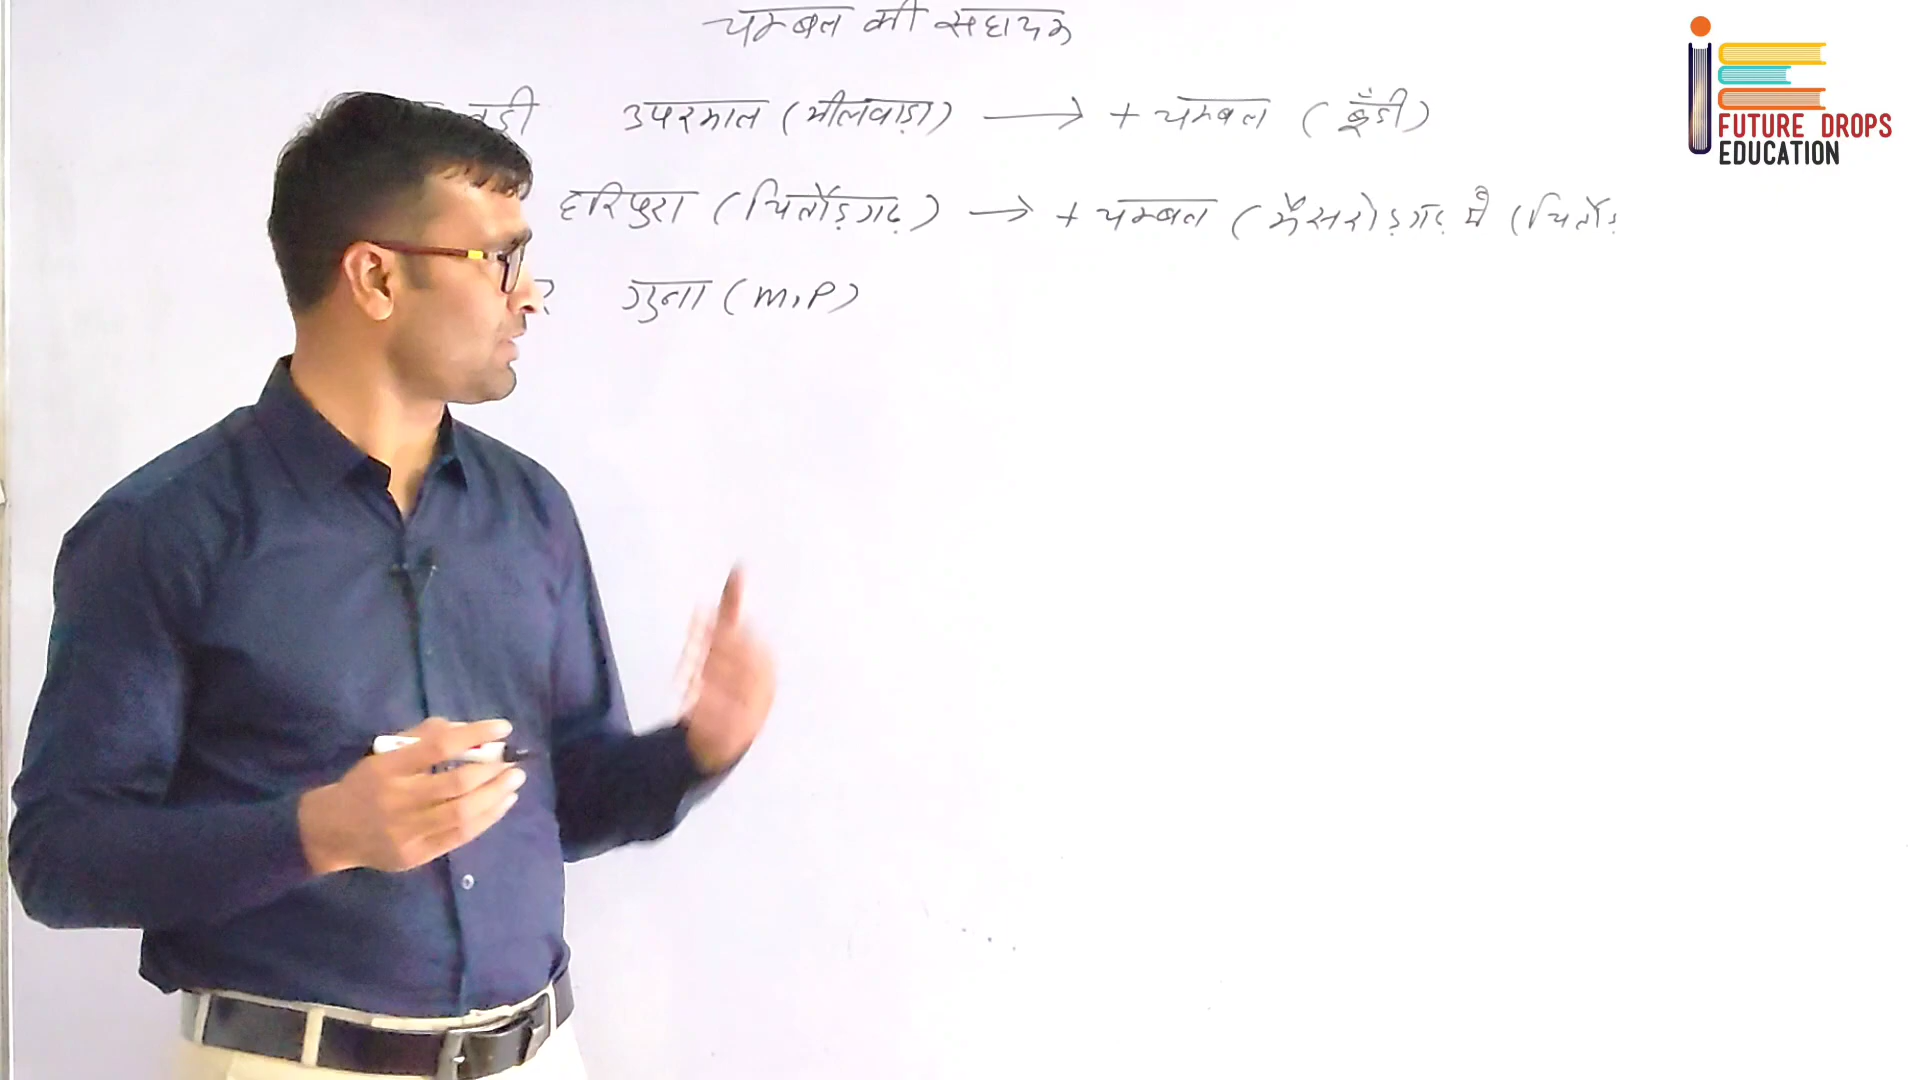 चम्बल की सहायक
उपरमाल (भीलवाड़ा) → + चम्बल (बूँदी)
हरिपुरा (चित्तौड़गढ़) → + चम्बल (भैंसरोड़गढ़ मे (चित्तौड़
गुना (M.P)
FUTURE DROPS
EDUCATION